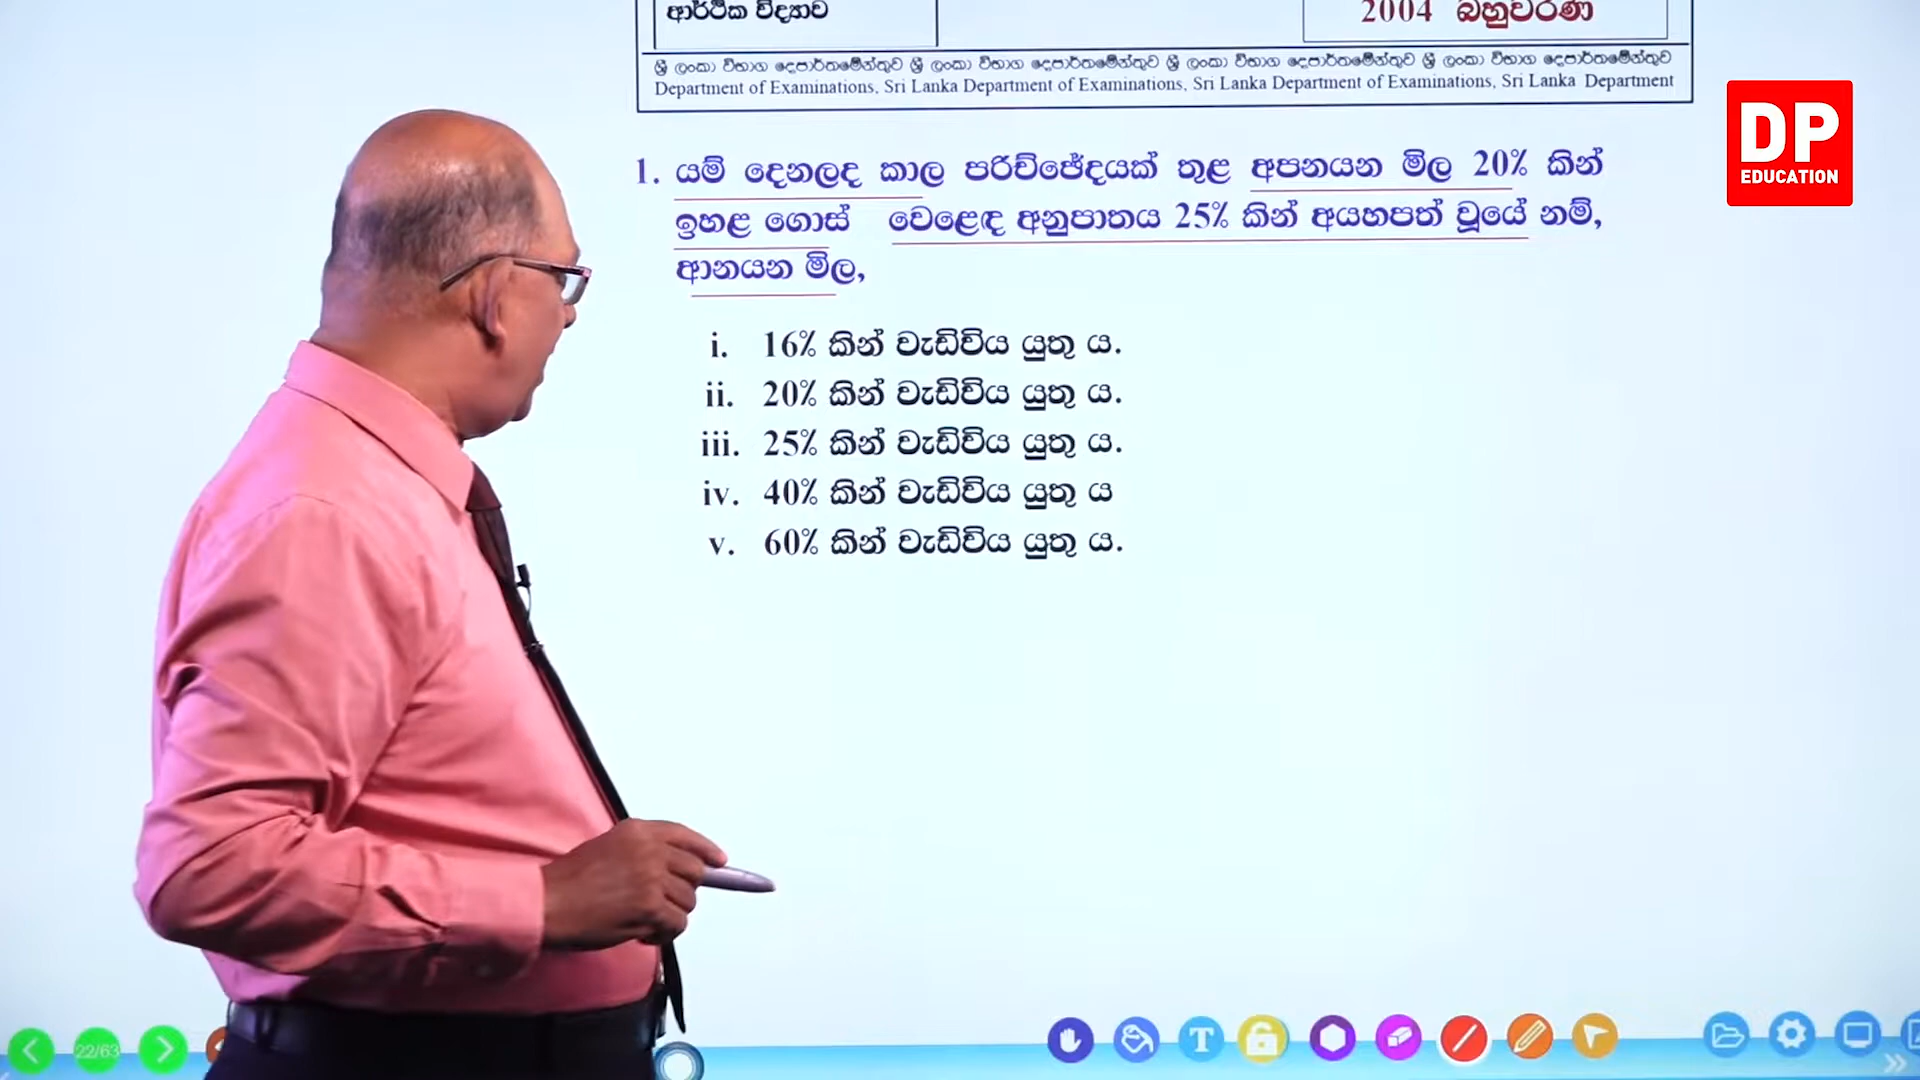 ආර්ථික විද්‍යාව
2004 බහුවරණ
ශ්‍රී ලංකා විභාග දෙපාර්තමේන්තුව ශ්‍රී ලංකා විභාග දෙපාර්තමේන්තුව ශ්‍රී ලංකා විභාග දෙපාර්තමේන්තුව ශ්‍රී ලංකා විභාග දෙපාර්තමේන්තුව
Department of Examinations, Sri Lanka Department of Examinations, Sri Lanka Department of Examinations, Sri Lanka Department
DP
EDUCATION
1. යම් දෙනලද කාල පරිච්ඡේදයක් තුළ අපනයන මිල 20% කින්
ඉහළ ගොස් වෙළෙඳ අනුපාතය 25% කින් අයහපත් වූයේ නම්,
ආනයන මිල,
i. 16% කින් වැඩිවිය යුතු ය.
ii. 20% කින් වැඩිවිය යුතු ය.
iii. 25% කින් වැඩිවිය යුතු ය.
iv. 40% කින් වැඩිවිය යුතු ය
v. 60% කින් වැඩිවිය යුතු ය.
22/63